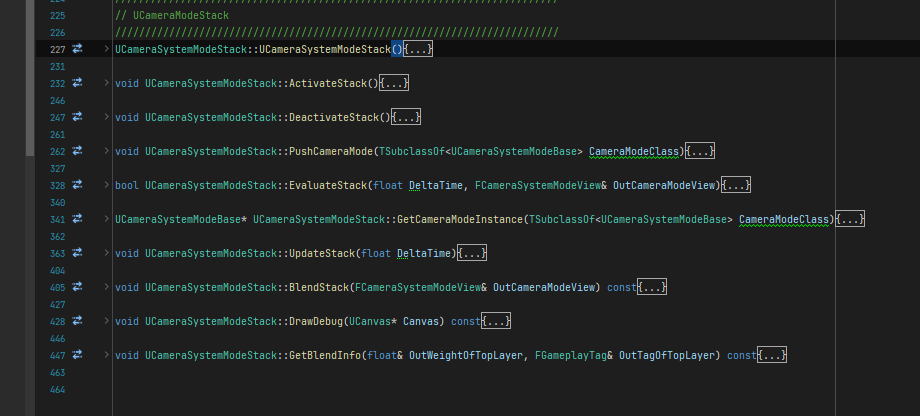 224 //////////////////////////////////////////////////////////////////////////
225 // UCameraModeStack
226 //////////////////////////////////////////////////////////////////////////
227 UCameraSystemModeStack::UCameraSystemModeStack(){...}
231
232 void UCameraSystemModeStack::ActivateStack(){...}
246
247 void UCameraSystemModeStack::DeactivateStack(){...}
261
262 void UCameraSystemModeStack::PushCameraMode(TSubclassOf<UCameraSystemModeBase> CameraModeClass){...}
327
328 bool UCameraSystemModeStack::EvaluateStack(float DeltaTime, FCameraSystemModeView& OutCameraModeView){...}
340
341 UCameraSystemModeBase* UCameraSystemModeStack::GetCameraModeInstance(TSubclassOf<UCameraSystemModeBase> CameraModeClass){...}
362
363 void UCameraSystemModeStack::UpdateStack(float DeltaTime){...}
404
405 void UCameraSystemModeStack::BlendStack(FCameraSystemModeView& OutCameraModeView) const{...}
427
428 void UCameraSystemModeStack::DrawDebug(UCanvas* Canvas) const{...}
446
447 void UCameraSystemModeStack::GetBlendInfo(float& OutWeightOfTopLayer, FGameplayTag& OutTagOfTopLayer) const{...}
463
464